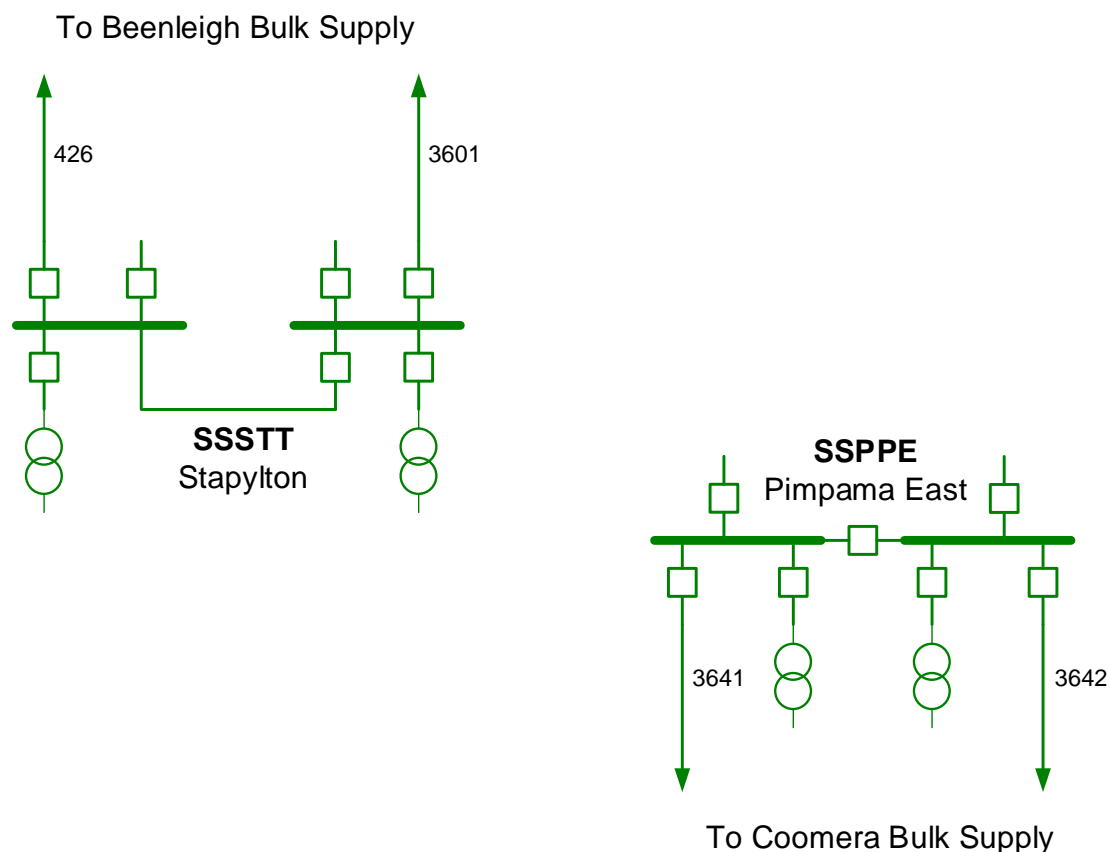 To Beenleigh Bulk Supply
426
3601
SSSTT
Stapylton
SSPPE
Pimpama East
3641
3642
To Coomera Bulk Supply